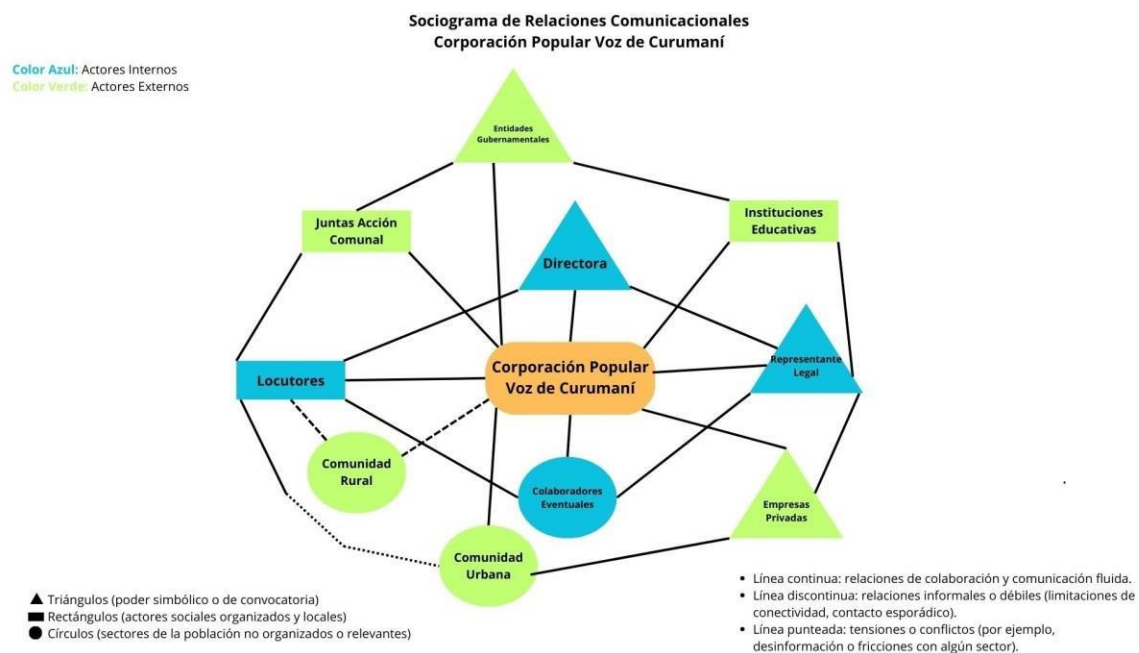 Sociograma de Relaciones Comunicacionales
Corporación Popular Voz de Curumaní
Color Azul: Actores Internos
Color Verde: Actores Externos
Entidades
Gubernamentales
Juntas Acción
Comunal
Instituciones
Educativas
Directora
Representante
Legal
Locutores
Corporación Popular
Voz de Curumaní
Comunidad
Rural
Colaboradores
Eventuales
Empresas
Privadas
Comunidad
Urbana
Triángulos (poder simbólico o de convocatoria)
Rectángulos (actores sociales organizados y locales)
Círculos (sectores de la población no organizados o relevantes)
• Línea continua: relaciones de colaboración y comunicación fluida.
• Línea discontinua: relaciones informales o débiles (limitaciones de
conectividad, contacto esporádico).
• Línea punteada: tensiones o conflictos (por ejemplo,
desinformación o fricciones con algún sector).